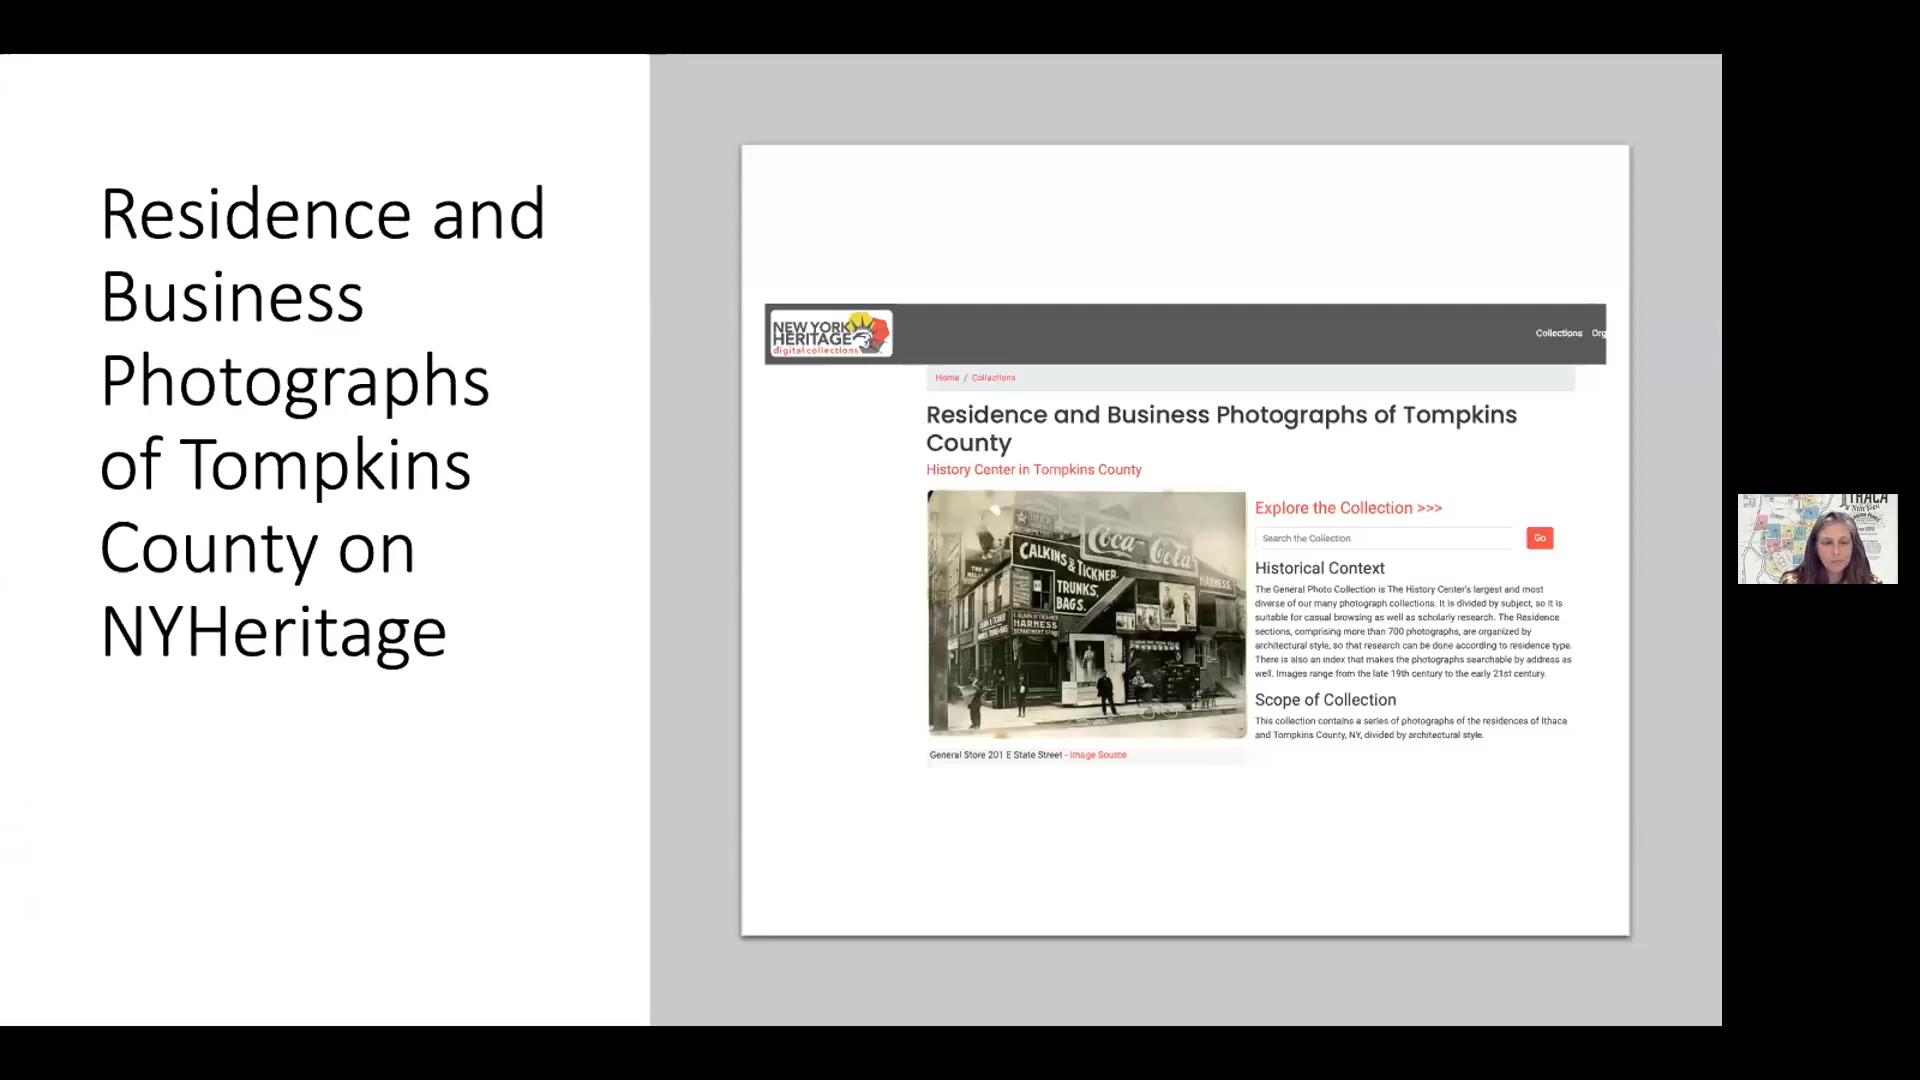 Residence and
Business
Photographs
of Tompkins
County on
NYHeritage
NEW YORK
HERITAGE
digital collections
Collections Org
Home / Collections
Residence and Business Photographs of Tompkins
County
History Center in Tompkins County
Coca-Cola
CALKINS & TICKNER
TRUNKS,
BAGS.
HARNESS
HARNESS
General Store 201 E State Street - Image Source
Explore the Collection >>>
Search the Collection
Go
Historical Context
The General Photo Collection is The History Center's largest and most
diverse of our many photograph collections. It is divided by subject, so it is
suitable for casual browsing as well as scholarly research. The Residence
sections, comprising more than 700 photographs, are organized by
architectural style, so that research can be done according to residence type.
There is also an index that makes the photographs searchable by address as
well. Images range from the late 19th century to the early 21st century.
Scope of Collection
This collection contains a series of photographs of the residences of Ithaca
and Tompkins County, NY, divided by architectural style.
ITHACA
New York